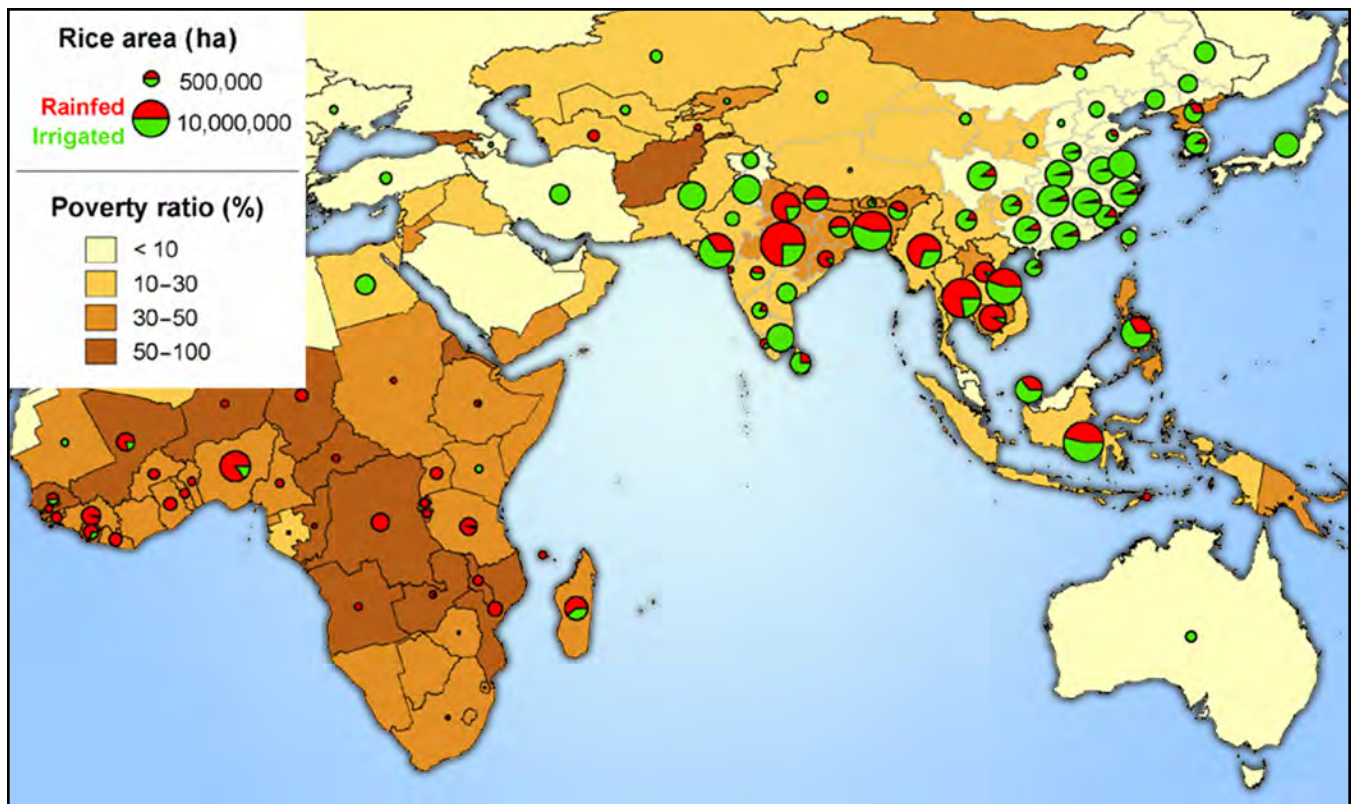 Rice area (ha)
500,000
Rainfed
Irrigated
10,000,000
Poverty ratio (%)
< 10
10–30
30–50
50–100